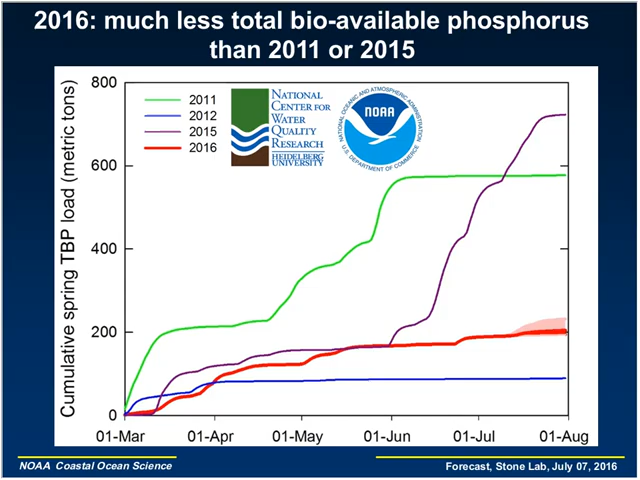 2016: much less total bio-available phosphorus
than 2011 or 2015
800
600
400
200
0
Cumulative spring TBP load (metric tons)
2011
2012
2015
2016
NATIONAL
CENTER FOR
WATER
QUALITY
RESEARCH
HEIDELBERG
UNIVERSITY
NATIONAL OCEANIC AND ATMOSPHERIC ADMINISTRATION
NOAA
U.S. DEPARTMENT OF COMMERCE
01-Mar 01-Apr 01-May 01-Jun 01-Jul 01-Aug
NOAA Coastal Ocean Science
Forecast, Stone Lab, July 07, 2016